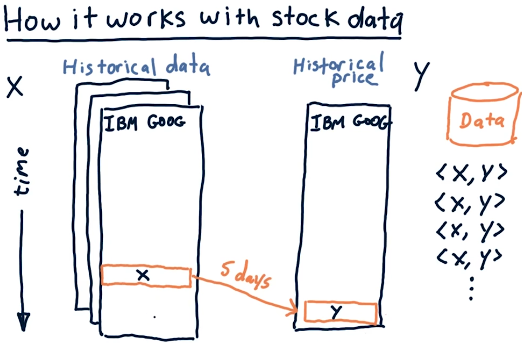 How it works with stock data
X
Historical data
Historical
price
Y
time
IBM GOOG
IBM GOOG
Data
<X, Y>
<X, Y>
<X, Y>
<X, Y>
X
5 days
Y